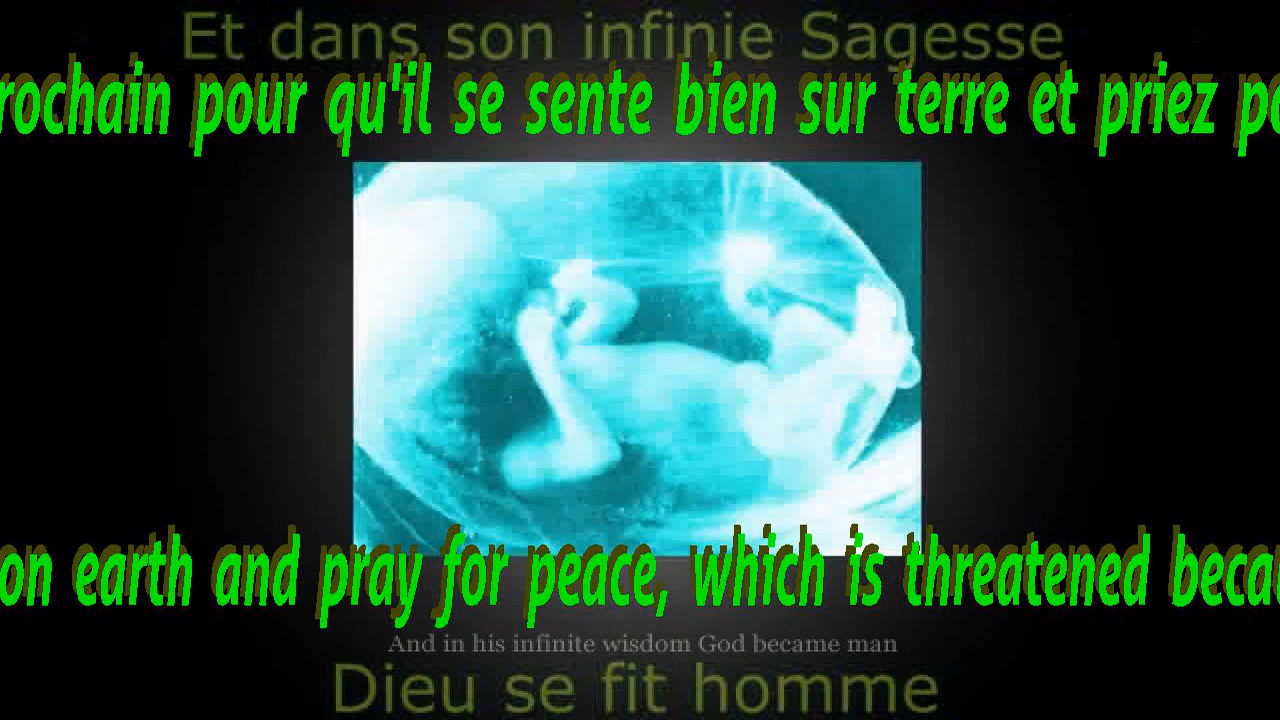 Et dans son infinie Sagesse
rochain pour qu'il se sente bien sur terre et priez po
on earth and pray for peace, which is threatened beca
And in his infinite wisdom God became man
Dieu se fit homme